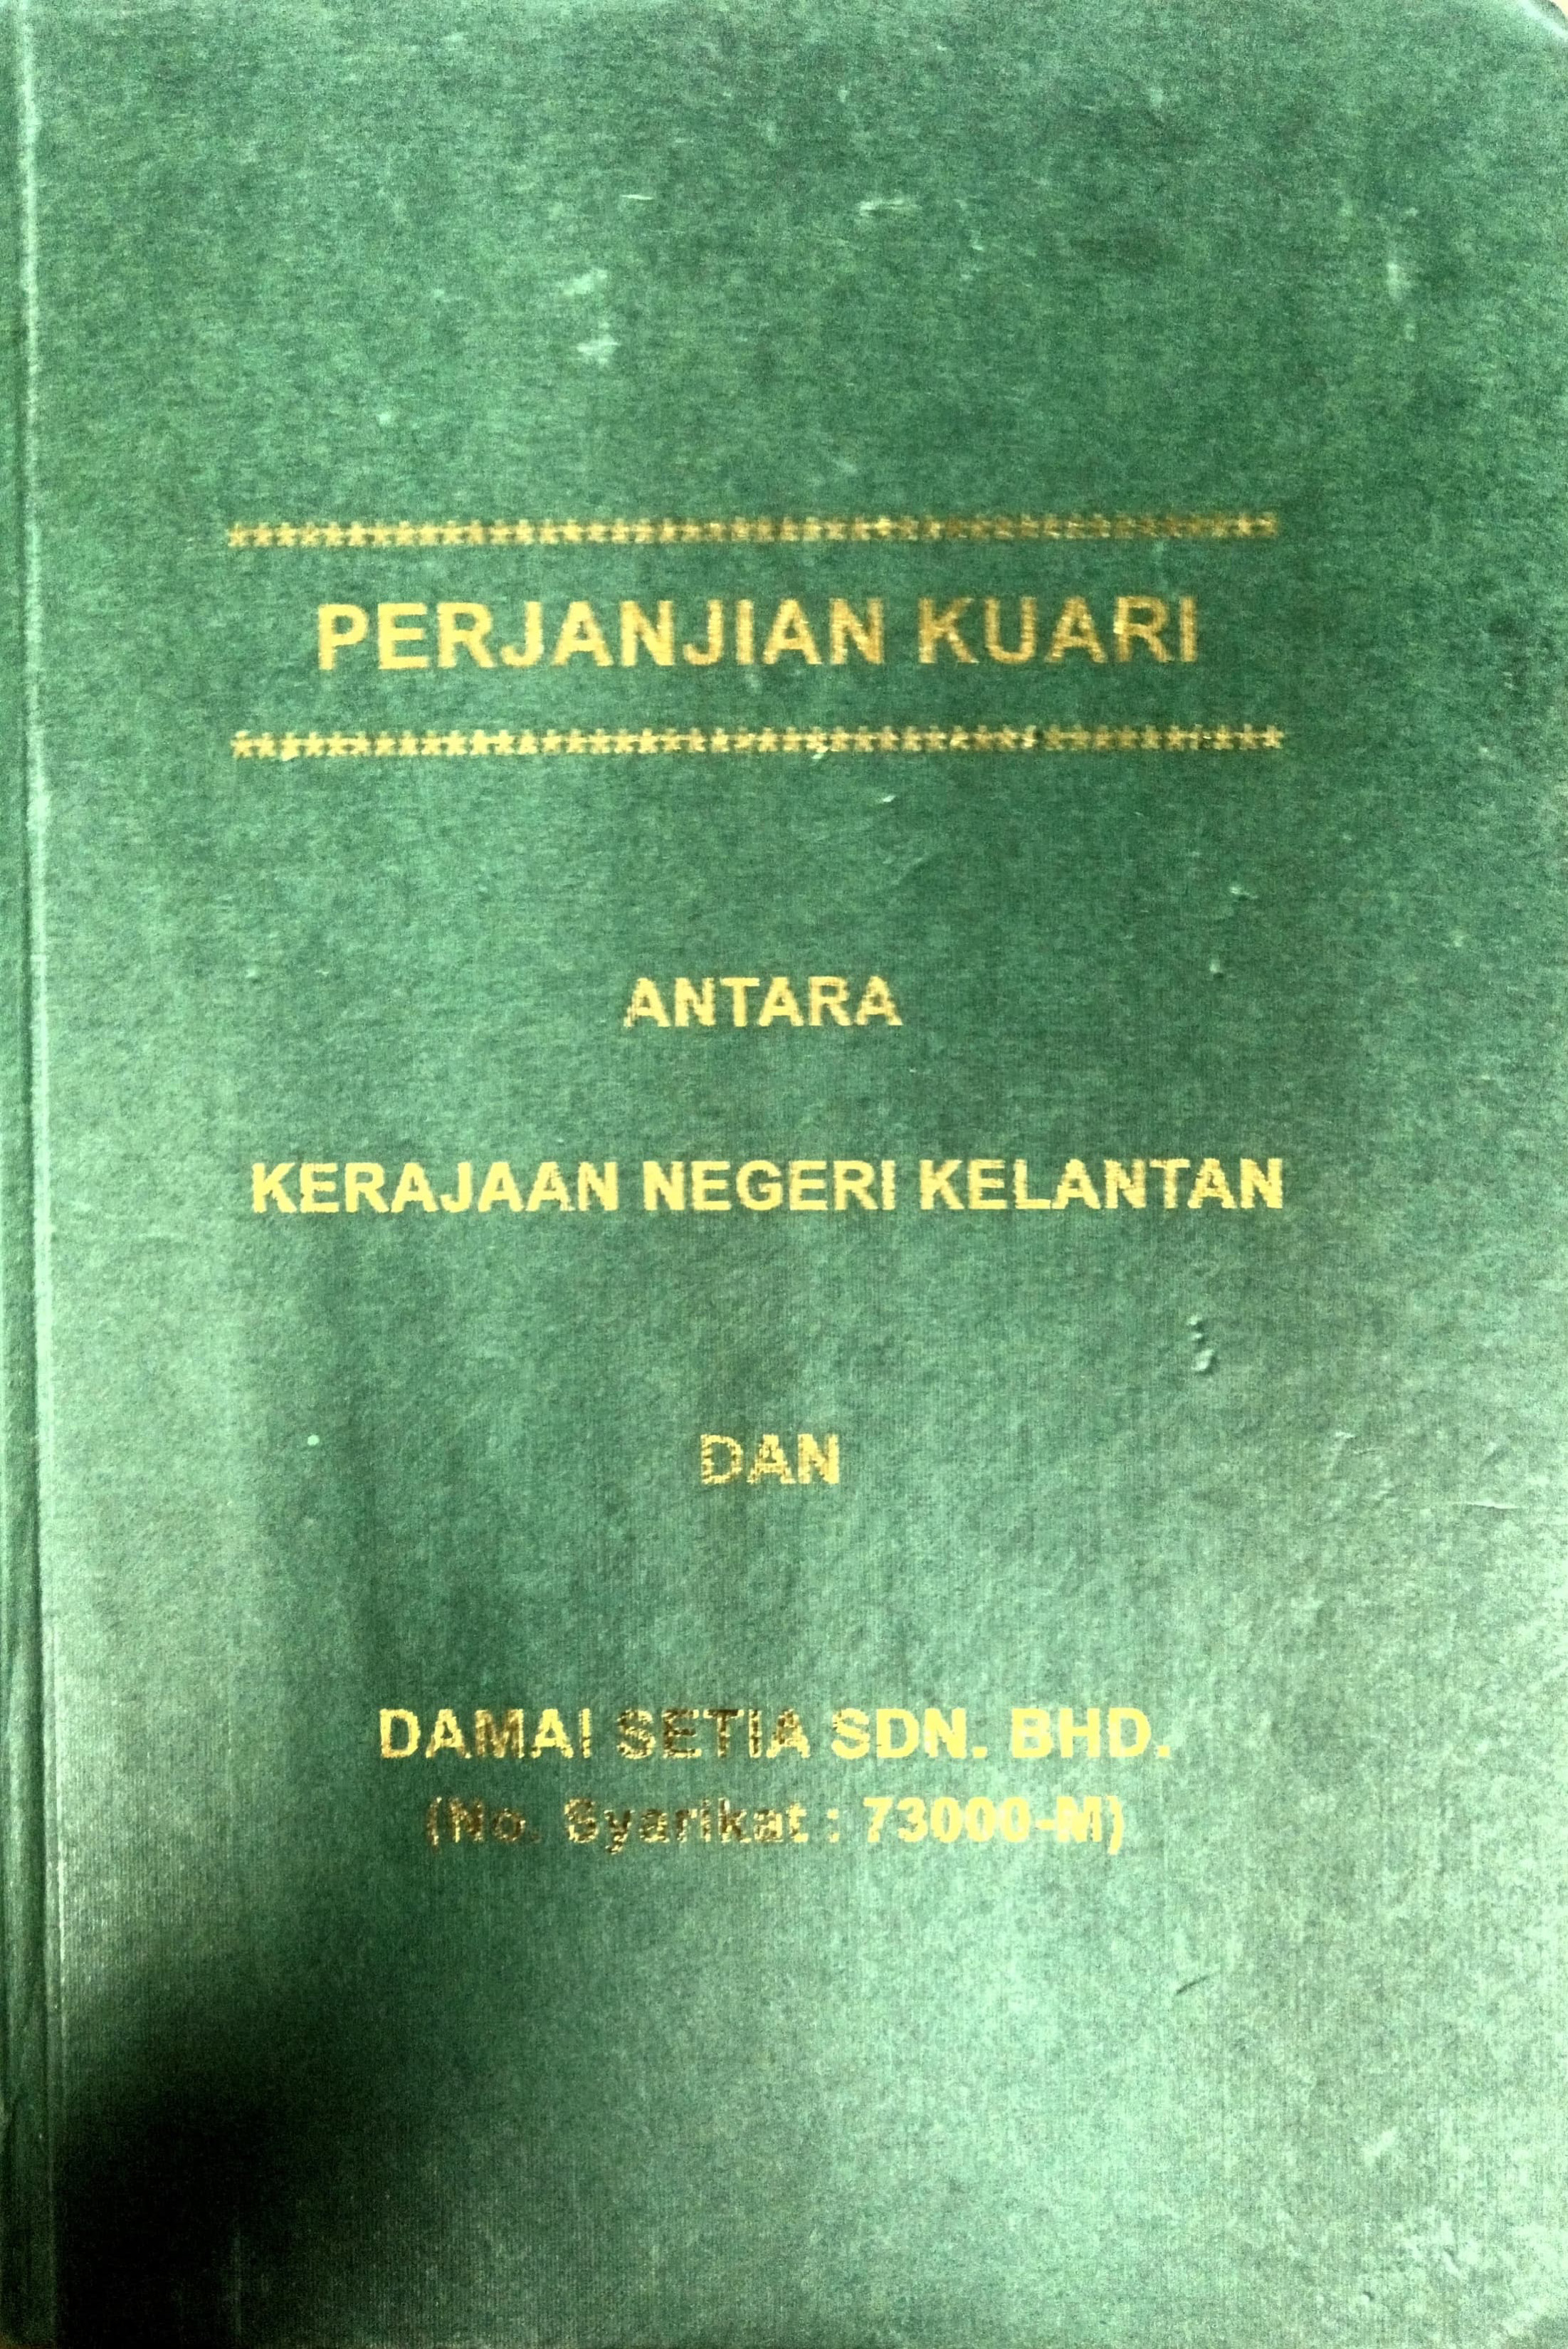 *********************************************
PERJANJIAN KUARI
*********************************************
ANTARA
KERAJAAN NEGERI KELANTAN
DAN
DAMAI SETIA SDN. BHD.
(No. Syarikat : 73000-M)